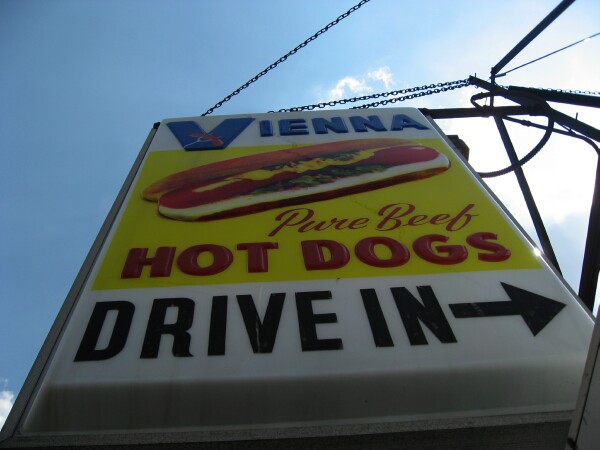 VIENNA
Pure Beef
HOT DOGS
DRIVE IN